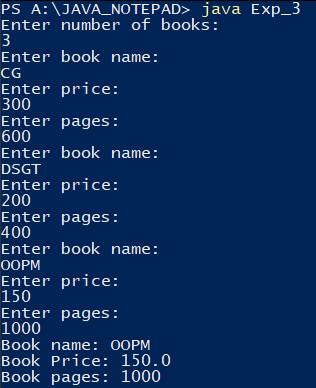 PS A:\JAVA_NOTEPAD> java Exp_3
Enter number of books:
3
Enter book name:
CG
Enter price:
300
Enter pages:
600
Enter book name:
DSGT
Enter price:
200
Enter pages:
400
Enter book name:
OOPM
Enter price:
150
Enter pages:
1000
Book name: OOPM
Book Price: 150.0
Book pages: 1000